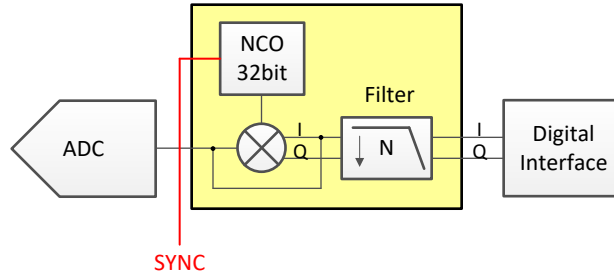 NCO
32bit
Filter
ADC
I
Q
N
I
Q
Digital
Interface
SYNC